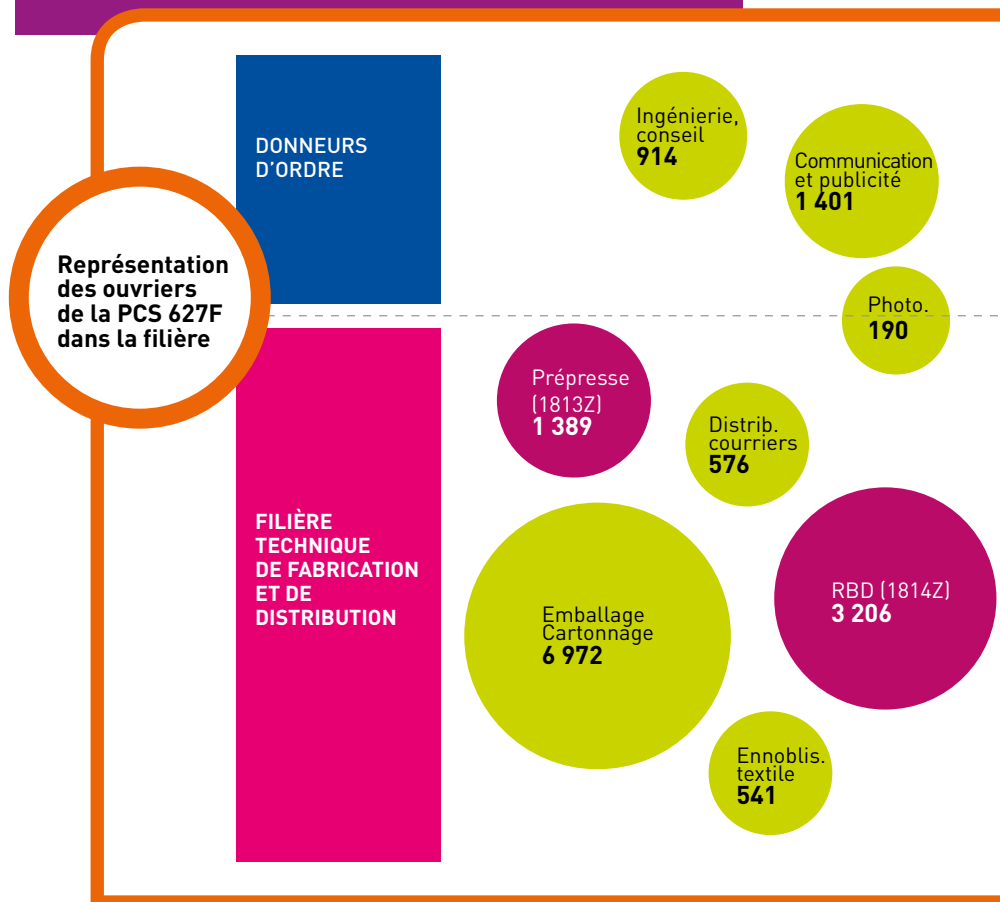 DONNEURS
D'ORDRE
Ingénierie,
conseil
914
Communication
et publicité
1 401
Représentation
des ouvriers
de la PCS 627F
dans la filière
Photo.
190
Prépresse
(1813Z)
1 389
Distrib.
courriers
576
FILIÈRE
TECHNIQUE
DE FABRICATION
ET DE
DISTRIBUTION
Emballage
Cartonnage
6 972
RBD (1814Z)
3 206
Ennoblis.
textile
541